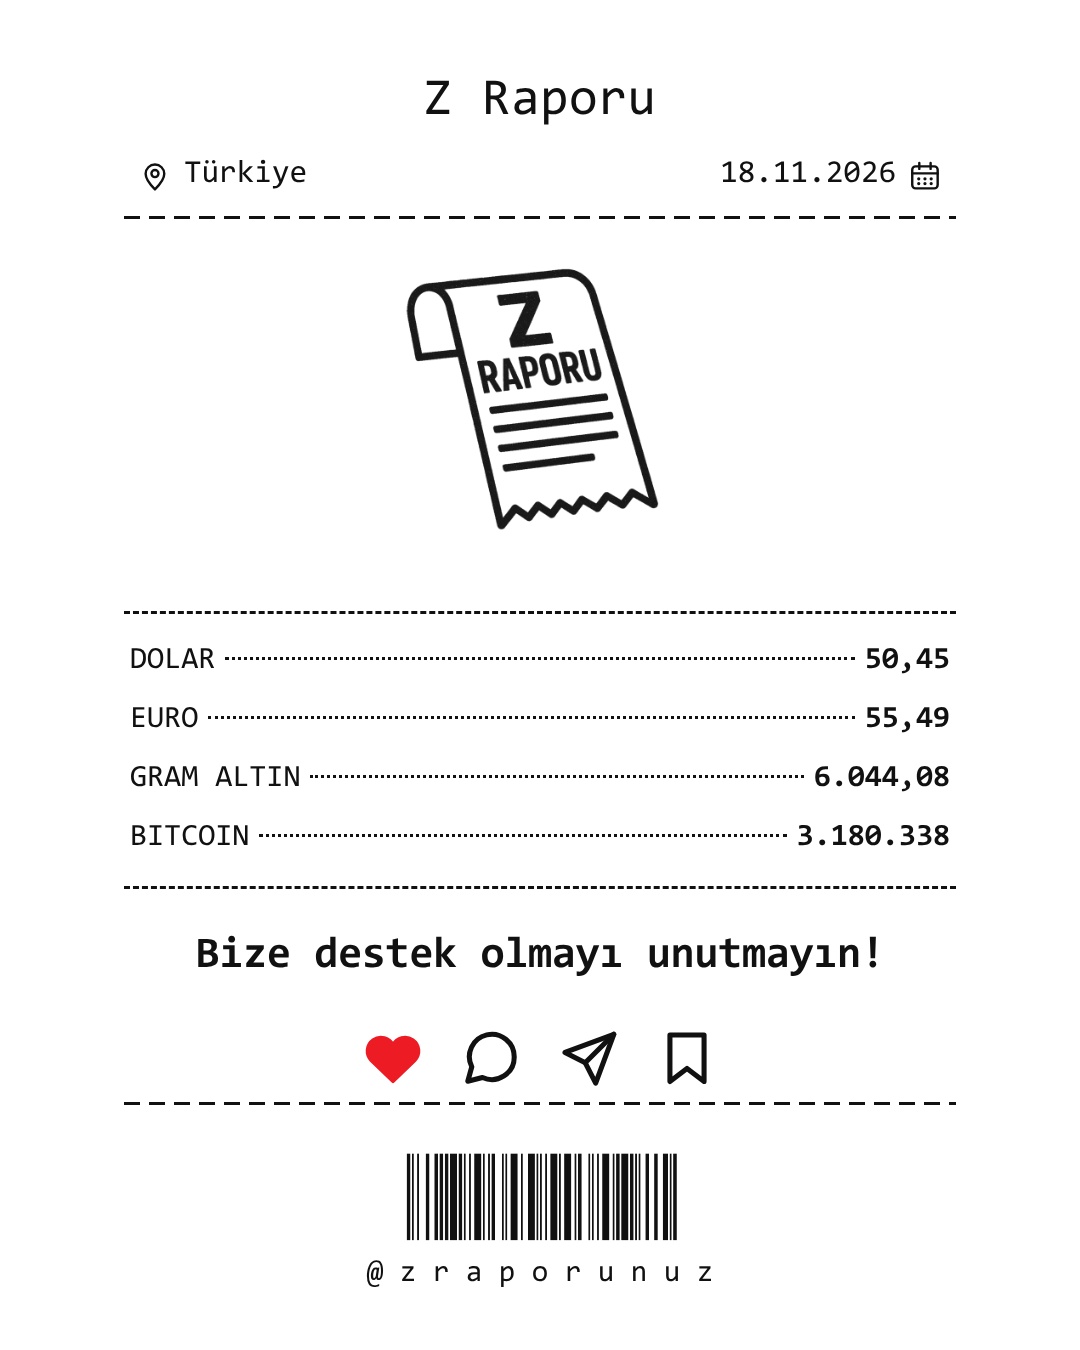 Z Raporu
Türkiye 18.11.2026
Z
RAPORU
DOLAR 50,45
EURO 55,49
GRAM ALTIN 6.044,08
BITCOIN 3.180.338
Bize destek olmayı unutmayın!
@zraporunuz